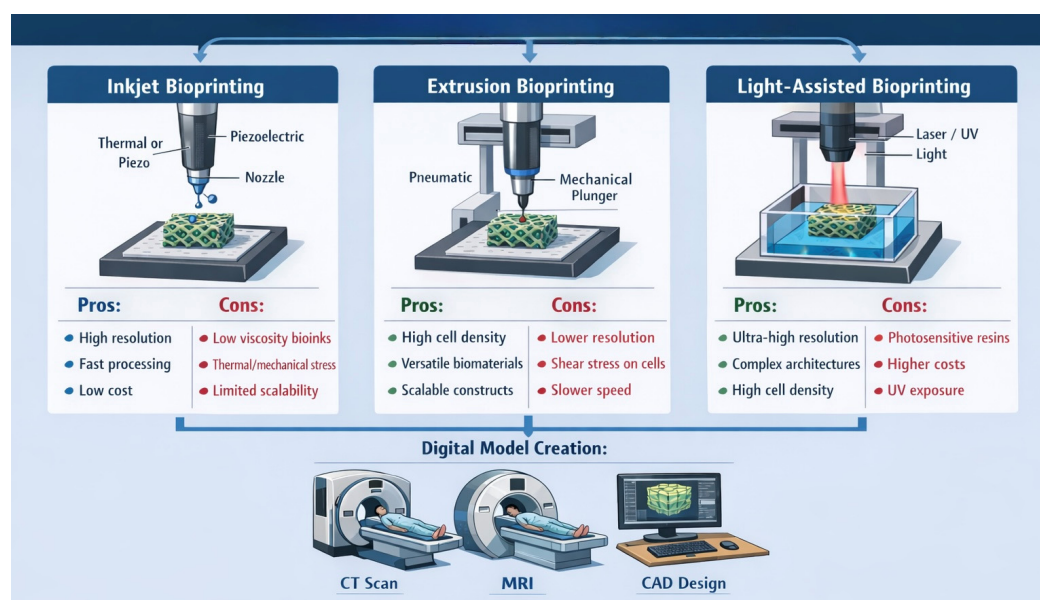 Inkjet Bioprinting
Thermal or
Piezo
Piezoelectric
Nozzle
Pros:
High resolution
Fast processing
Low cost
Cons:
Low viscosity bioinks
Thermal/mechanical stress
Limited scalability
Extrusion Bioprinting
Pneumatic
Mechanical
Plunger
Pros:
High cell density
Versatile biomaterials
Scalable constructs
Cons:
Lower resolution
Shear stress on cells
Slower speed
Light-Assisted Bioprinting
Laser / UV
Light
Pros:
Ultra-high resolution
Complex architectures
High cell density
Cons:
Photosensitive resins
Higher costs
UV exposure
Digital Model Creation:
CT Scan
MRI
CAD Design